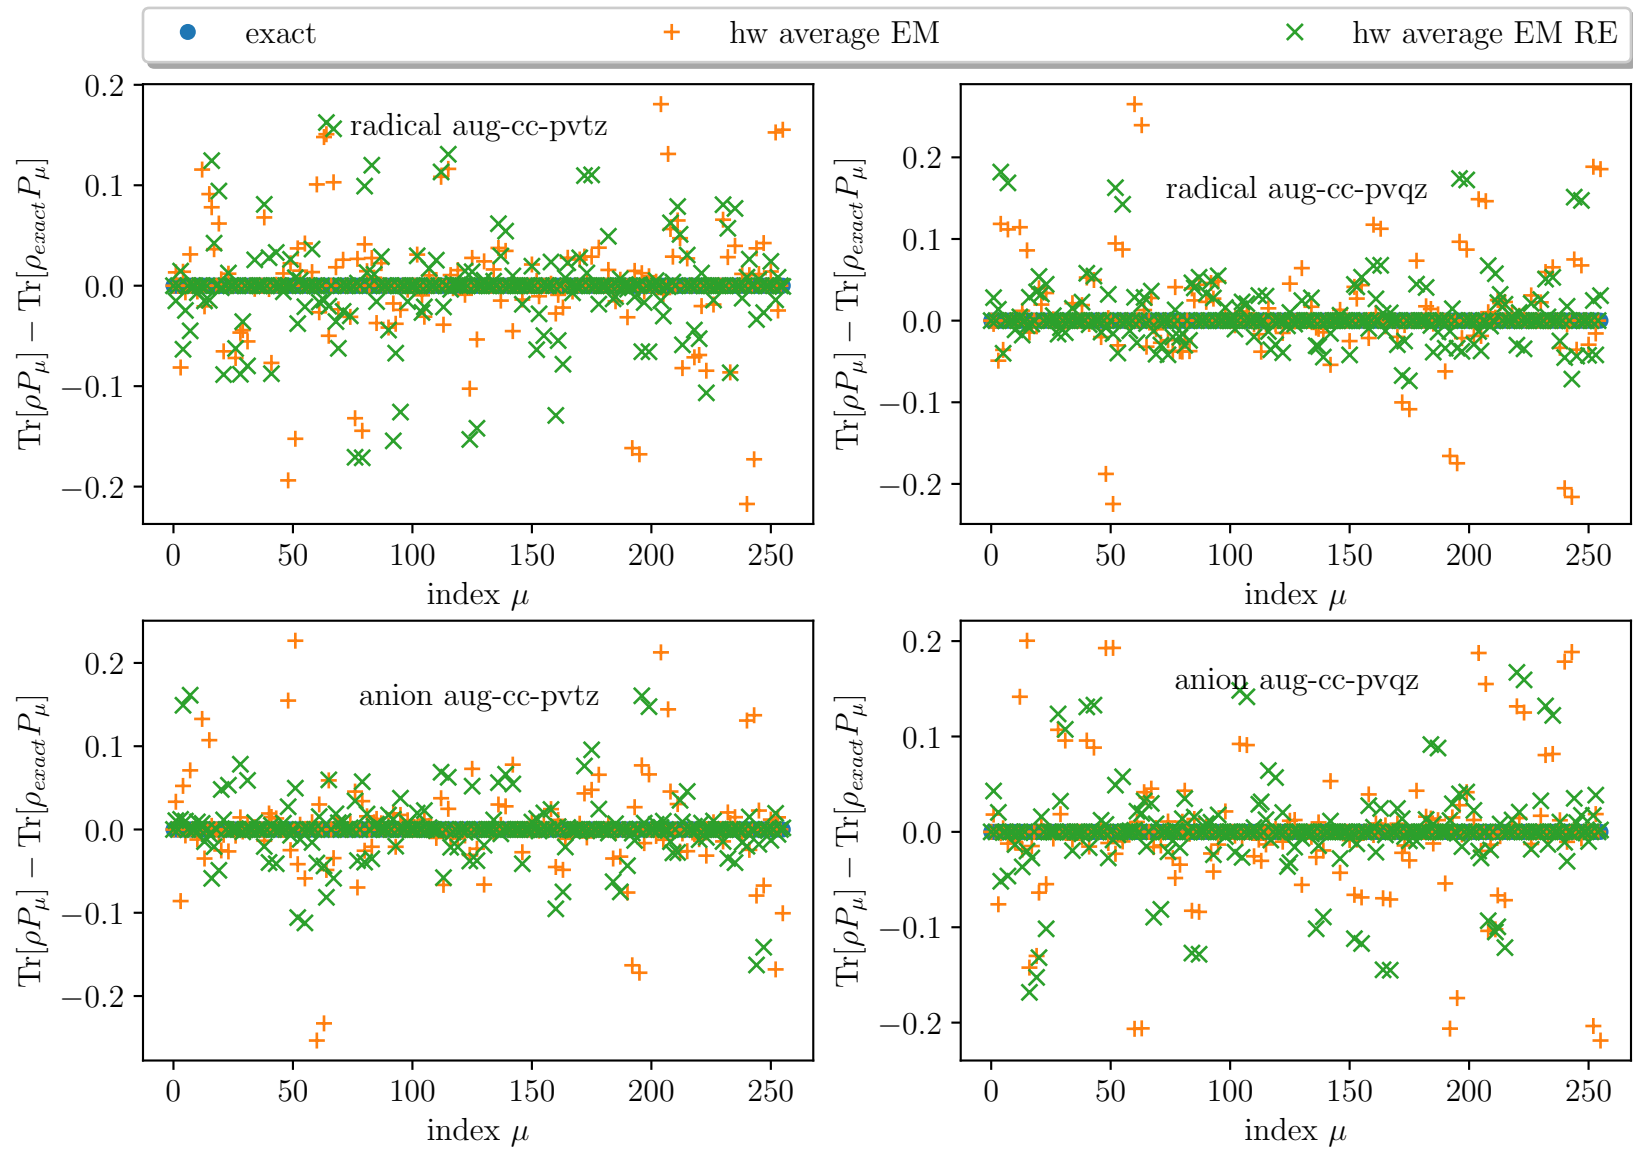 exact hw average EM hw average EM RE
0.2
0.1
0.0
−0.1
−0.2
Tr[ρP_μ] − Tr[ρ_exact P_μ]
radical aug-cc-pvtz
0 50 100 150 200 250
index μ
0.2
0.1
0.0
−0.1
−0.2
Tr[ρP_μ] − Tr[ρ_exact P_μ]
radical aug-cc-pvqz
0 50 100 150 200 250
index μ
0.2
0.1
0.0
−0.1
−0.2
Tr[ρP_μ] − Tr[ρ_exact P_μ]
anion aug-cc-pvtz
0 50 100 150 200 250
index μ
0.2
0.1
0.0
−0.1
−0.2
Tr[ρP_μ] − Tr[ρ_exact P_μ]
anion aug-cc-pvqz
0 50 100 150 200 250
index μ